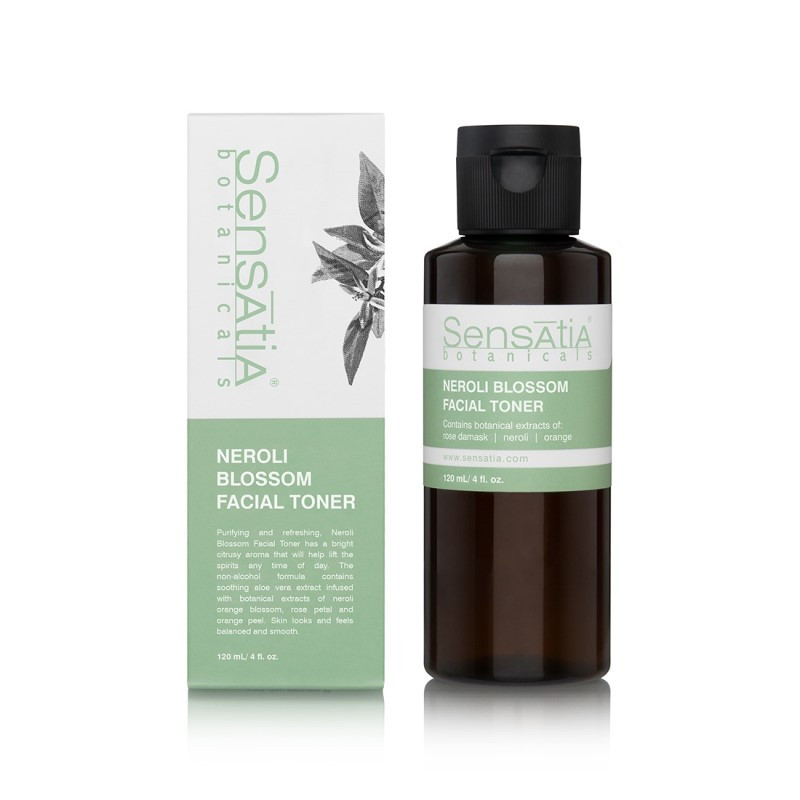 Sensatia®
botanicals
NEROLI
BLOSSOM
FACIAL TONER
Purifying and refreshing, Neroli
Blossom Facial Toner has a bright
citrusy aroma that will help lift the
spirits any time of day. The
non-alcohol formula contains
soothing aloe vera extract infused
with botanical extracts of neroli
orange blossom, rose petal and
orange peel. Skin looks and feels
balanced and smooth.
120 mL/ 4 fl. oz.
Sensatia®
botanicals
NEROLI BLOSSOM
FACIAL TONER
Contains botanical extracts of:
rose damask | neroli | orange
www.sensatia.com
120 mL/ 4 fl. oz.